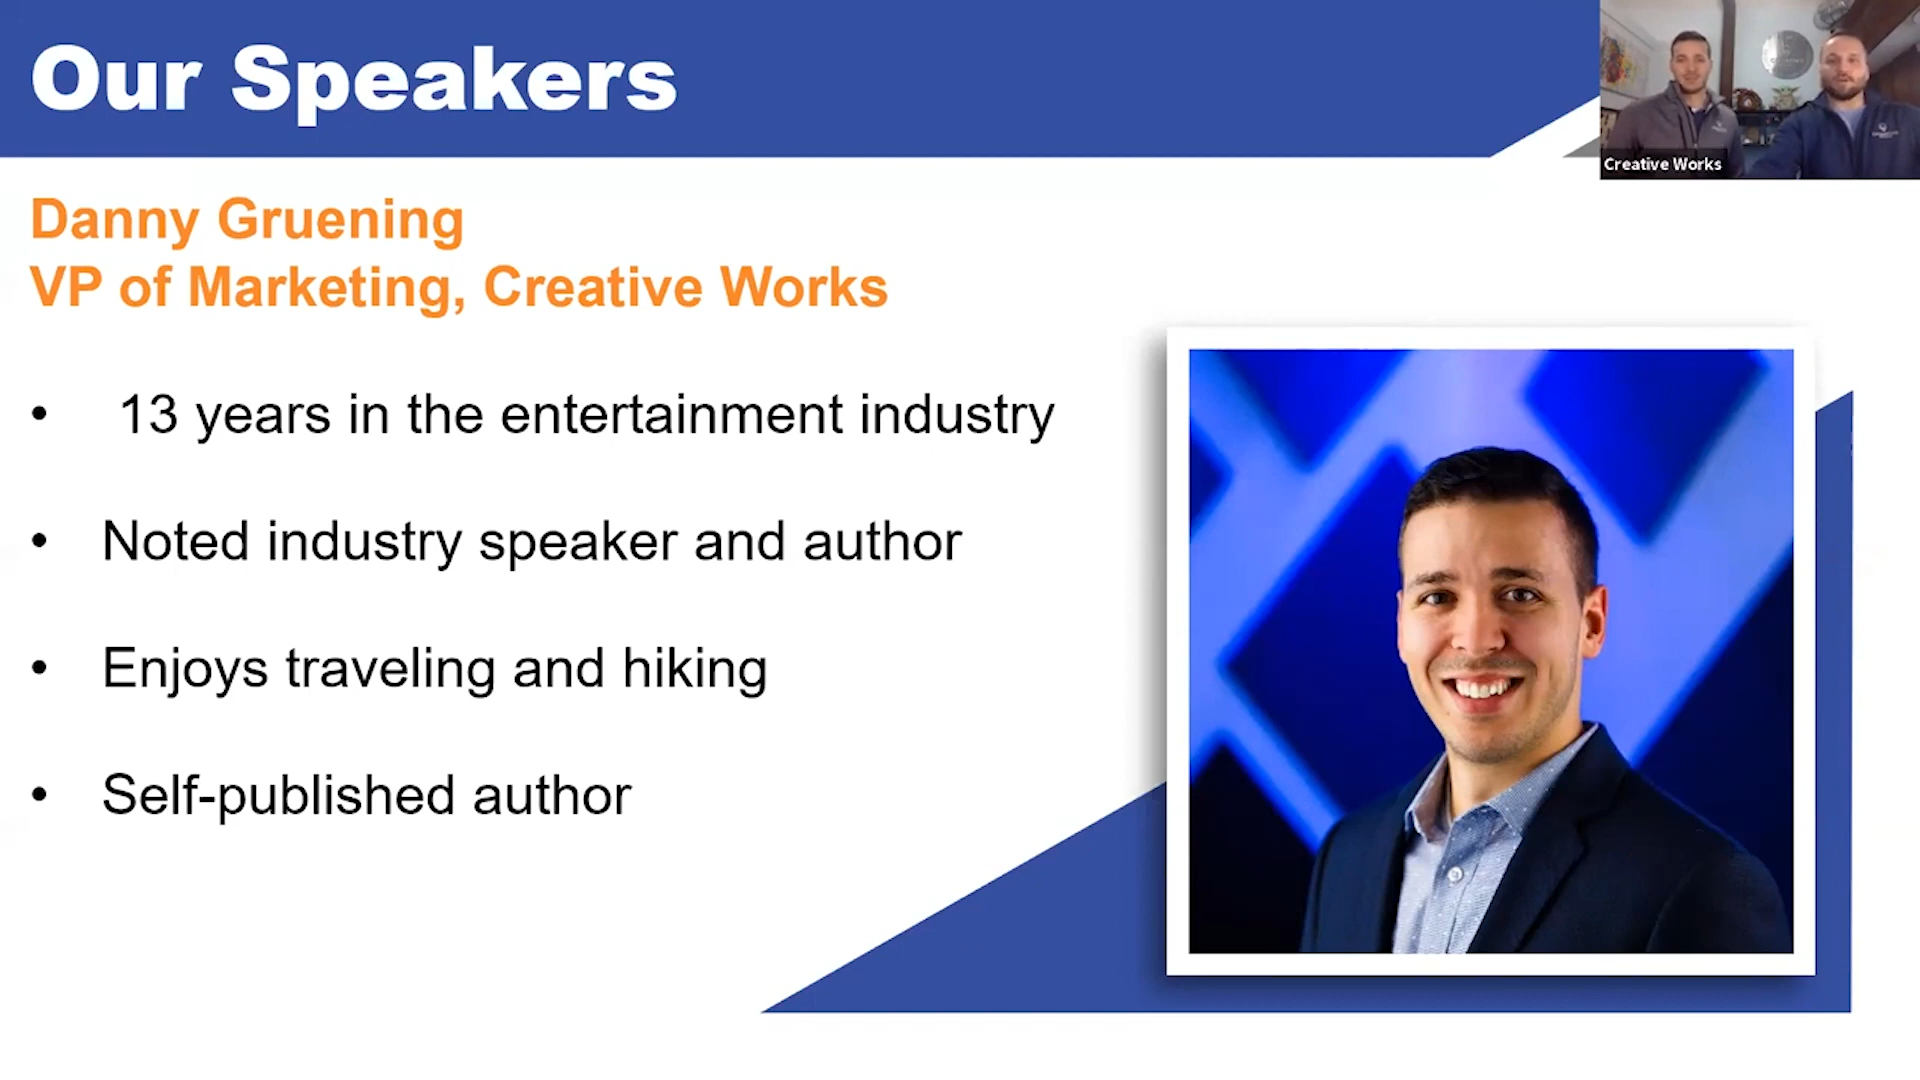 Our Speakers
Creative Works
Danny Gruening
VP of Marketing, Creative Works
• 13 years in the entertainment industry
• Noted industry speaker and author
• Enjoys traveling and hiking
• Self-published author